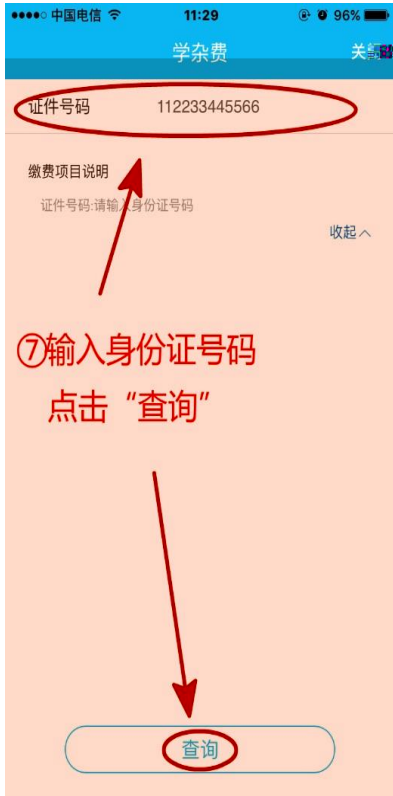 中国电信 11:29 96%
学杂费 关
证件号码 112233445566
缴费项目说明
证件号码:请输入身份证号码
收起
⑦输入身份证号码
点击“查询”
查询